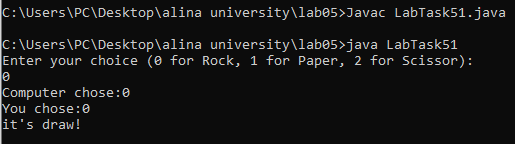 C:\Users\PC\Desktop\alina university\lab05>Javac LabTask51.java
C:\Users\PC\Desktop\alina university\lab05>java LabTask51
Enter your choice (0 for Rock, 1 for Paper, 2 for Scissor):
0
Computer chose:0
You chose:0
it's draw!